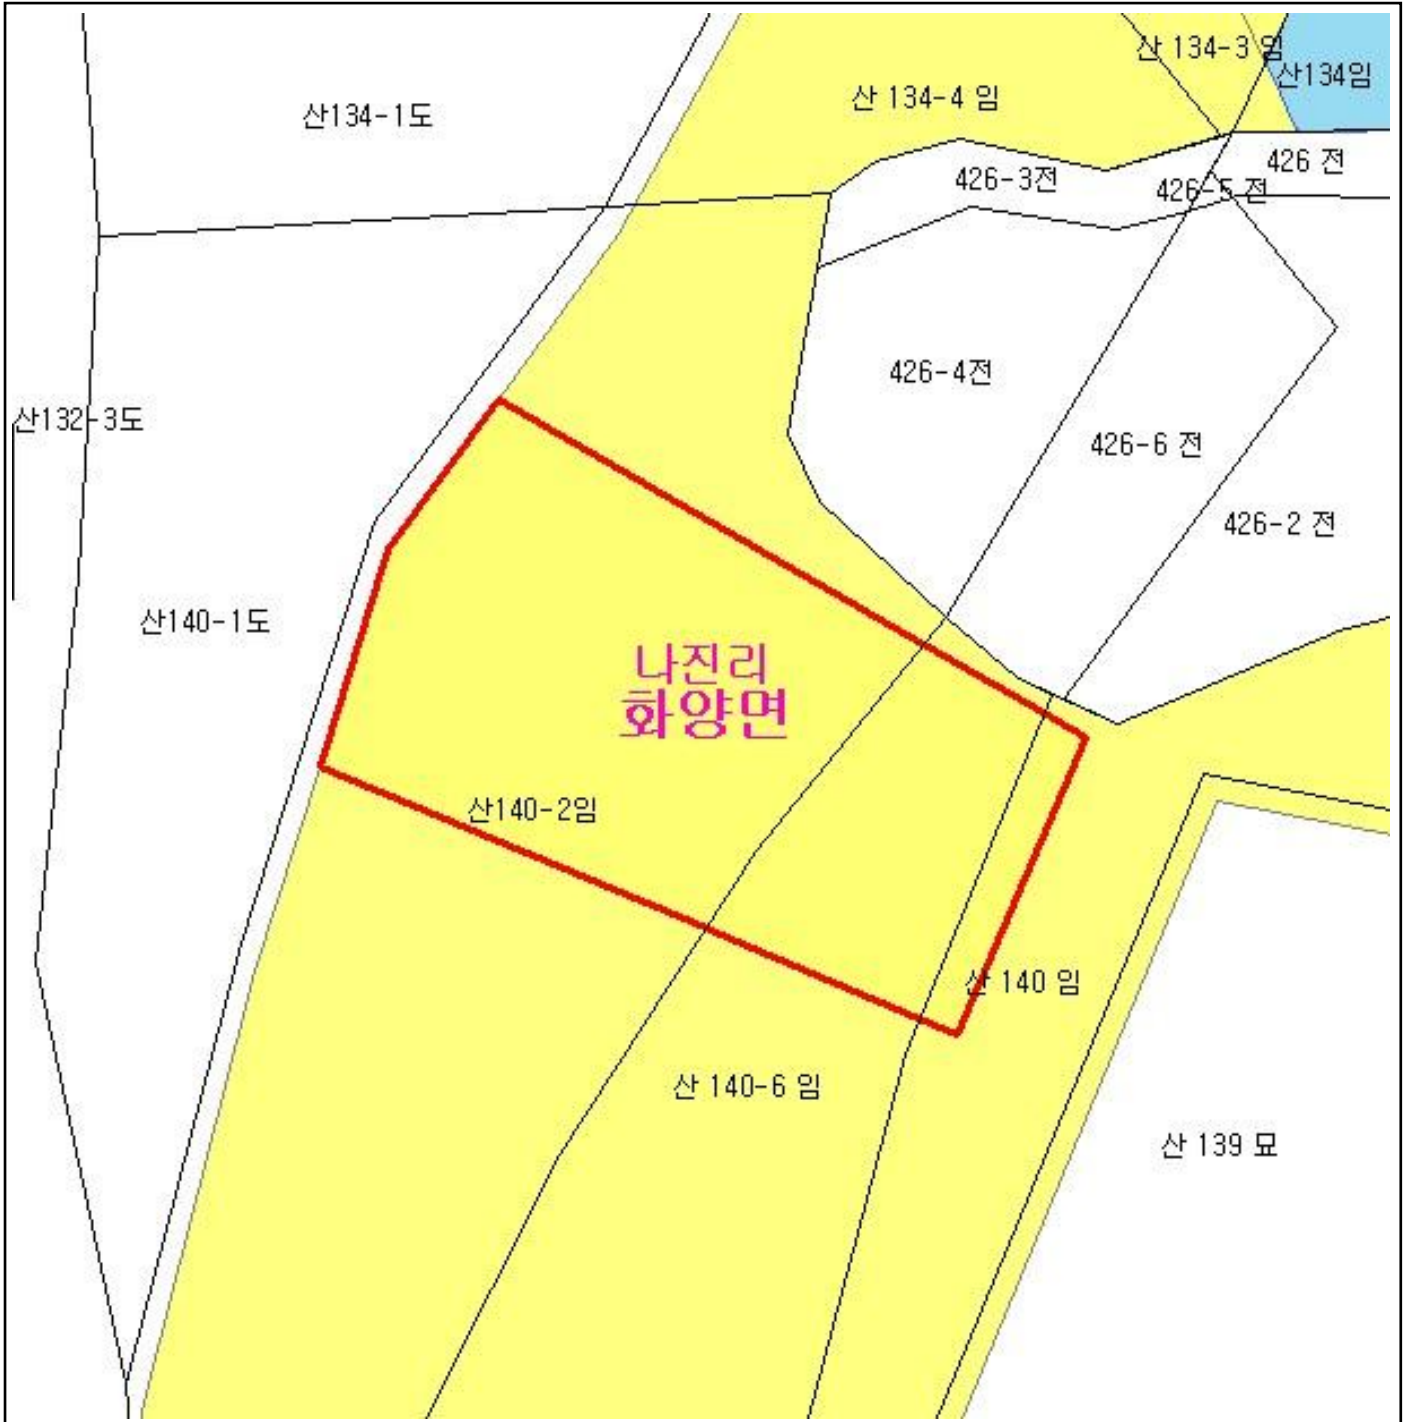 산 134-3 임
산134임
산 134-4 임
산134-1도
426 전
426-3전
426-5 전
426-4전
산132-3도
426-6 전
426-2 전
산140-1도
나진리
화양면
산140-2임
산 140 임
산 140-6 임
산 139 묘